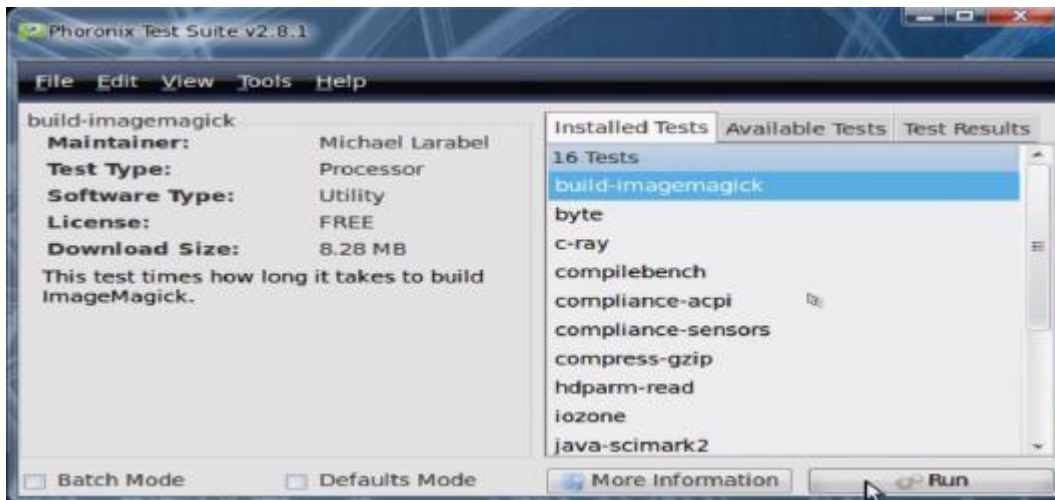 Phoronix Test Suite v2.8.1
File Edit View Tools Help
build-imagemagick
Maintainer: Michael Larabel
Test Type: Processor
Software Type: Utility
License: FREE
Download Size: 8.28 MB
This test times how long it takes to build
ImageMagick.
Batch Mode Defaults Mode
Installed Tests Available Tests Test Results
16 Tests
build-imagemagick
byte
c-ray
compilebench
compliance-acpi
compliance-sensors
compress-gzip
hdparm-read
iozone
java-scimark2
More Information Run